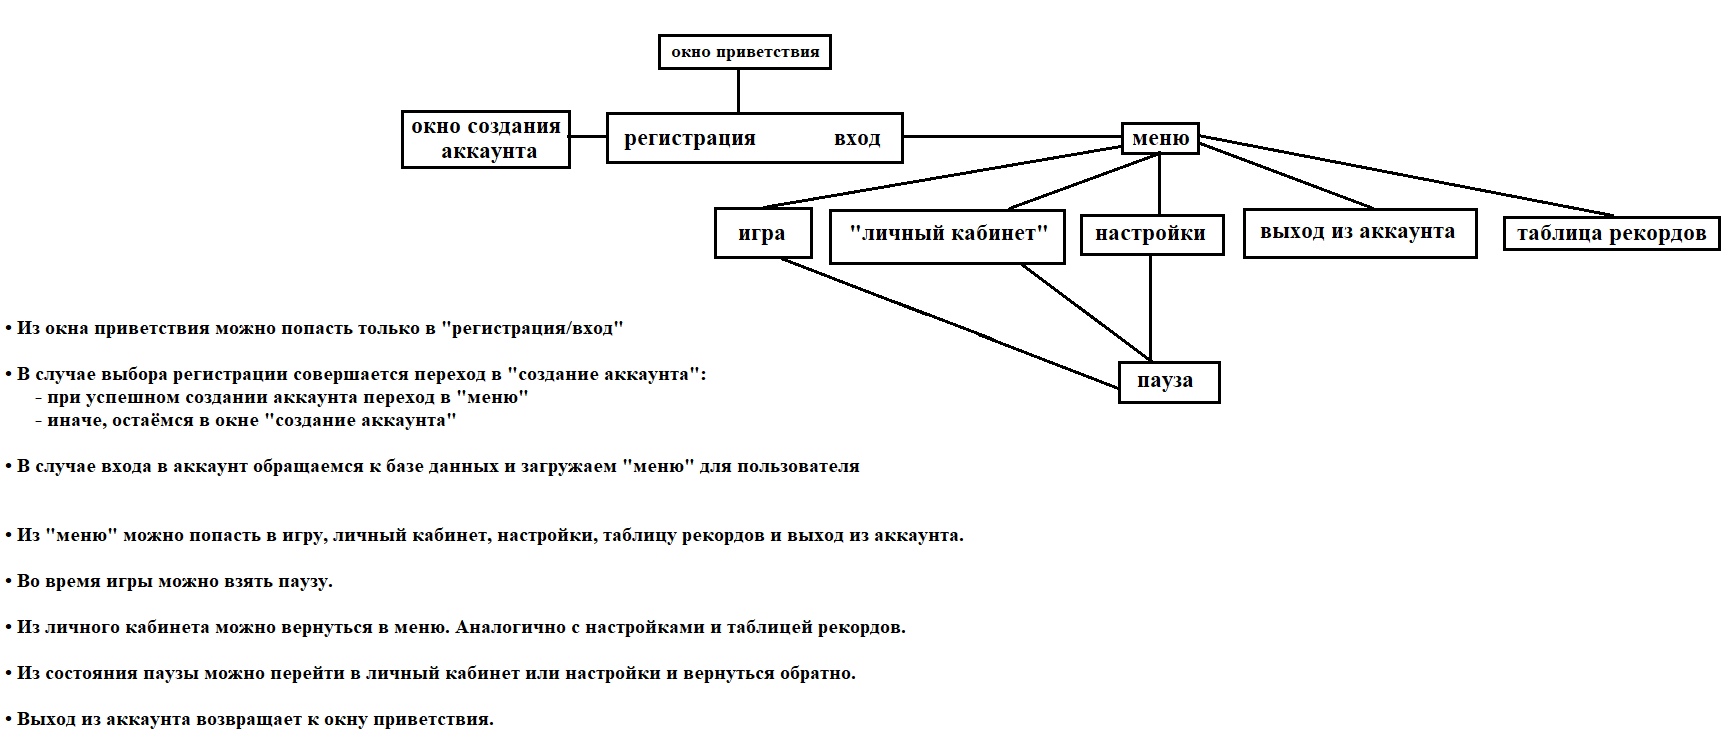 окно приветствия
окно создания
аккаунта
регистрация вход
меню
игра
"личный кабинет"
настройки
выход из аккаунта
таблица рекордов
пауза
• Из окна приветствия можно попасть только в "регистрация/вход"
• В случае выбора регистрации совершается переход в "создание аккаунта":
- при успешном создании аккаунта переход в "меню"
- иначе, остаёмся в окне "создание аккаунта"
• В случае входа в аккаунт обращаемся к базе данных и загружаем "меню" для пользователя
• Из "меню" можно попасть в игру, личный кабинет, настройки, таблицу рекордов и выход из аккаунта.
• Во время игры можно взять паузу.
• Из личного кабинета можно вернуться в меню. Аналогично с настройками и таблицей рекордов.
• Из состояния паузы можно перейти в личный кабинет или настройки и вернуться обратно.
• Выход из аккаунта возвращает к окну приветствия.